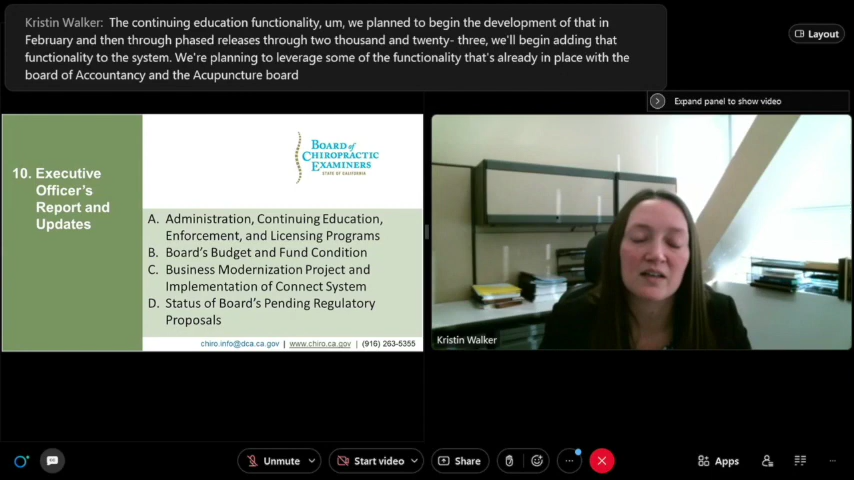 Kristin Walker: The continuing education functionality, um, we planned to begin the development of that in
February and then through phased releases through two thousand and twenty- three, we'll begin adding that
functionality to the system. We're planning to leverage some of the functionality that's already in place with the
board of Accountancy and the Acupuncture board
Layout
Expand panel to show video
10. Executive
Officer's
Report and
Updates
BOARD of
CHIROPRACTIC
EXAMINERS
STATE OF CALIFORNIA
A. Administration, Continuing Education,
Enforcement, and Licensing Programs
B. Board's Budget and Fund Condition
C. Business Modernization Project and
Implementation of Connect System
D. Status of Board's Pending Regulatory
Proposals
chiro.info@dca.ca.gov | www.chiro.ca.gov | (916) 263-5355
Kristin Walker
Unmute
Start video
Share
Apps